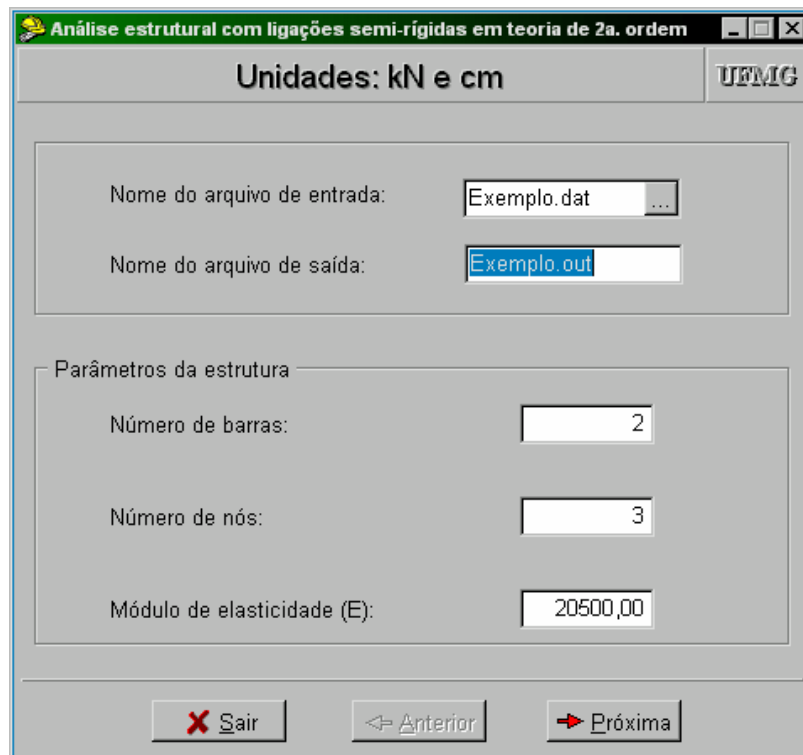 Análise estrutural com ligações semi-rígidas em teoria de 2a. ordem
Unidades: kN e cm
UFMG
Nome do arquivo de entrada:
Exemplo.dat
...
Nome do arquivo de saída:
Exemplo.out
Parâmetros da estrutura
Número de barras:
2
Número de nós:
3
Módulo de elasticidade (E):
20500,00
Sair
Anterior
Próxima